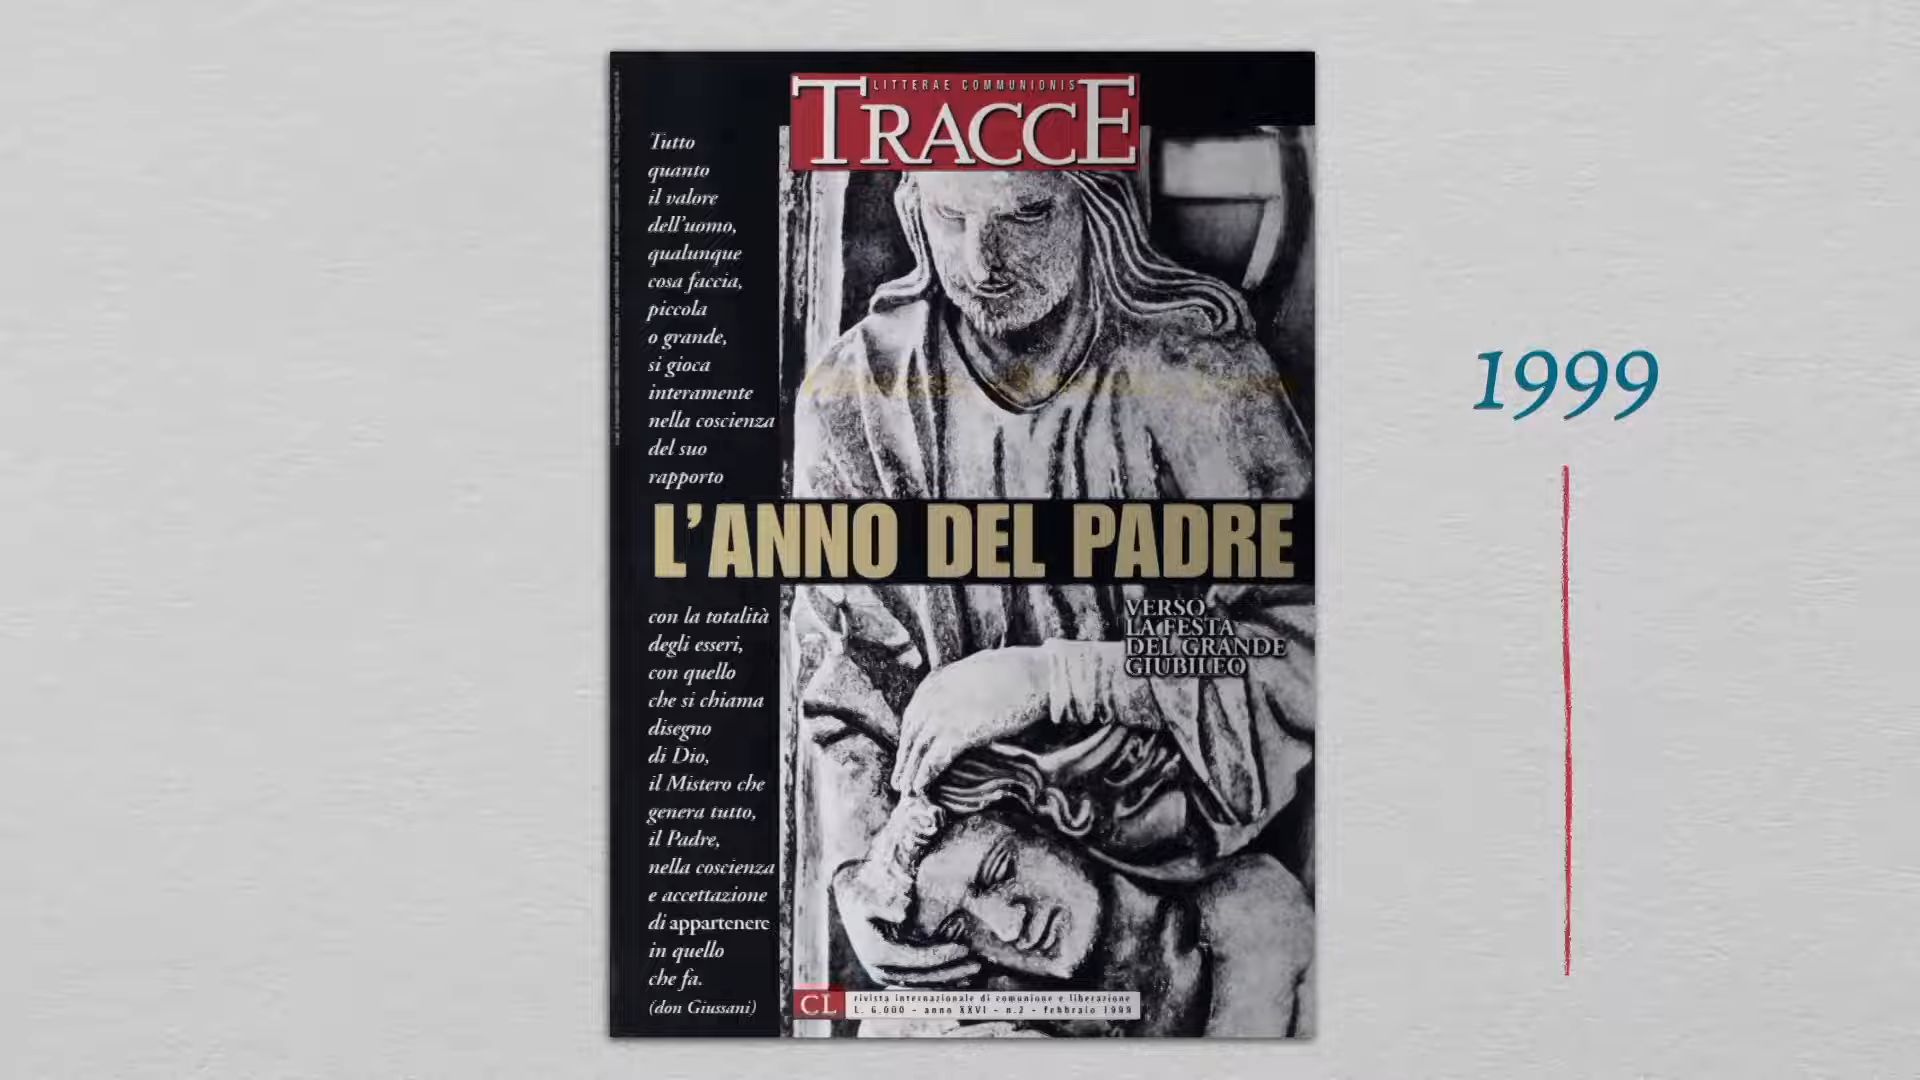 LITTERAE COMMUNIONIS
TRACCE
Tutto
quanto
il valore
dell'uomo,
qualunque
cosa faccia,
piccola
o grande,
si gioca
interamente
nella coscienza
del suo
rapporto
L'ANNO DEL PADRE
con la totalità
degli esseri,
con quello
che si chiama
disegno
di Dio,
il Mistero che
genera tutto,
il Padre,
nella coscienza
e accettazione
di appartenere
in quello
che fa.
(don Giussani)
VERSO
LA FESTA
DEL GRANDE
GIUBILEO
CL
rivista internazionale di comunione e liberazione
L. 6.000 - anno XXVI - n.2 - febbraio 1999
1999